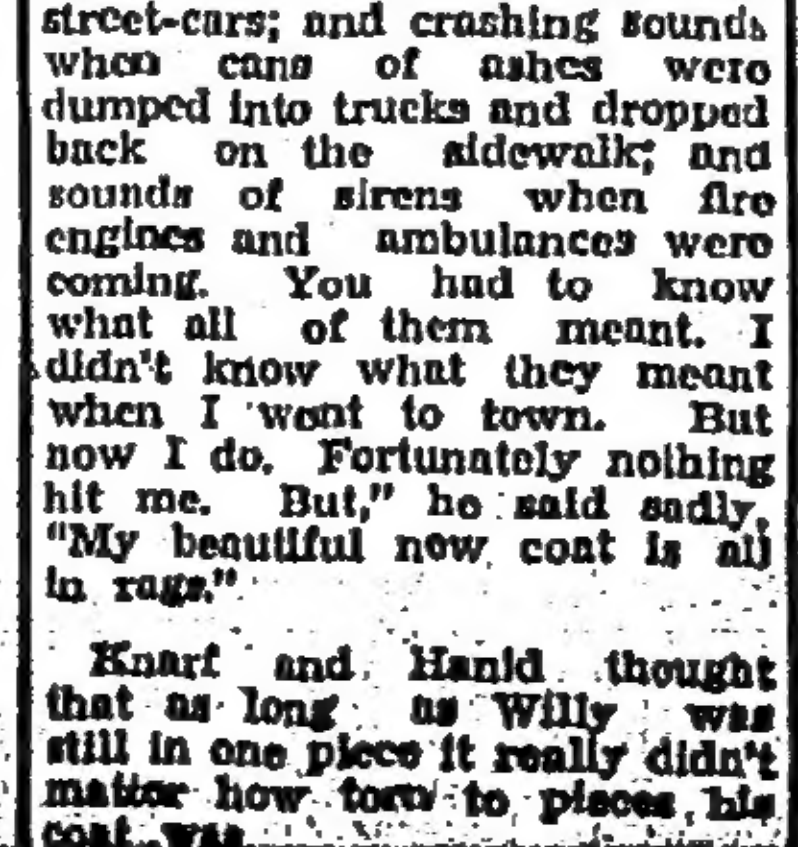 street-cars; and crashing sounds
when cans of ashes were
dumped into trucks and dropped
back on the sidewalk; and
sounds of sirens when fire
engines and ambulances were
coming. You had to know
what all of them meant. I
didn't know what they meant
when I went to town. But
now I do. Fortunately nothing
hit me. But," he said sadly,
"My beautiful new coat is all
in rags."
Knarf and Hanid thought
that as long as Willy was
still in one piece it really didn't
matter how torn to pieces his
coat was